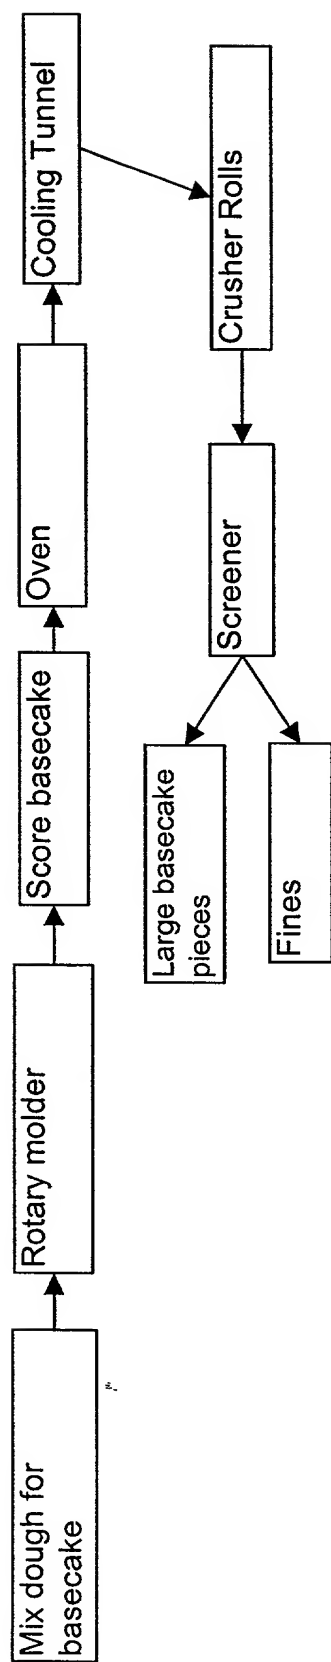 Mix dough for
basecake
Rotary molder
Score basecake
Oven
Cooling Tunnel
Crusher Rolls
Screener
Large basecake
pieces
Fines